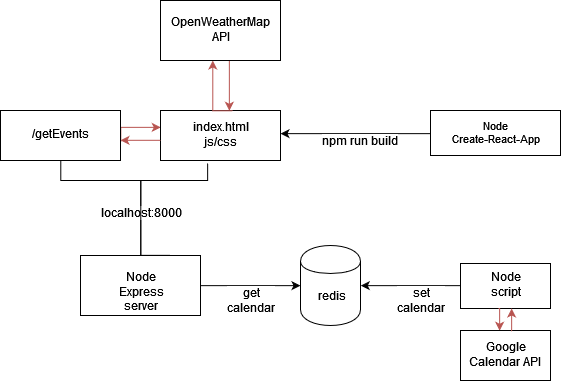 OpenWeatherMap
API
/getEvents
index.html
js/css
npm run build
Node
Create-React-App
localhost:8000
Node
Express
server
get
calendar
redis
set
calendar
Node
script
Google
Calendar API